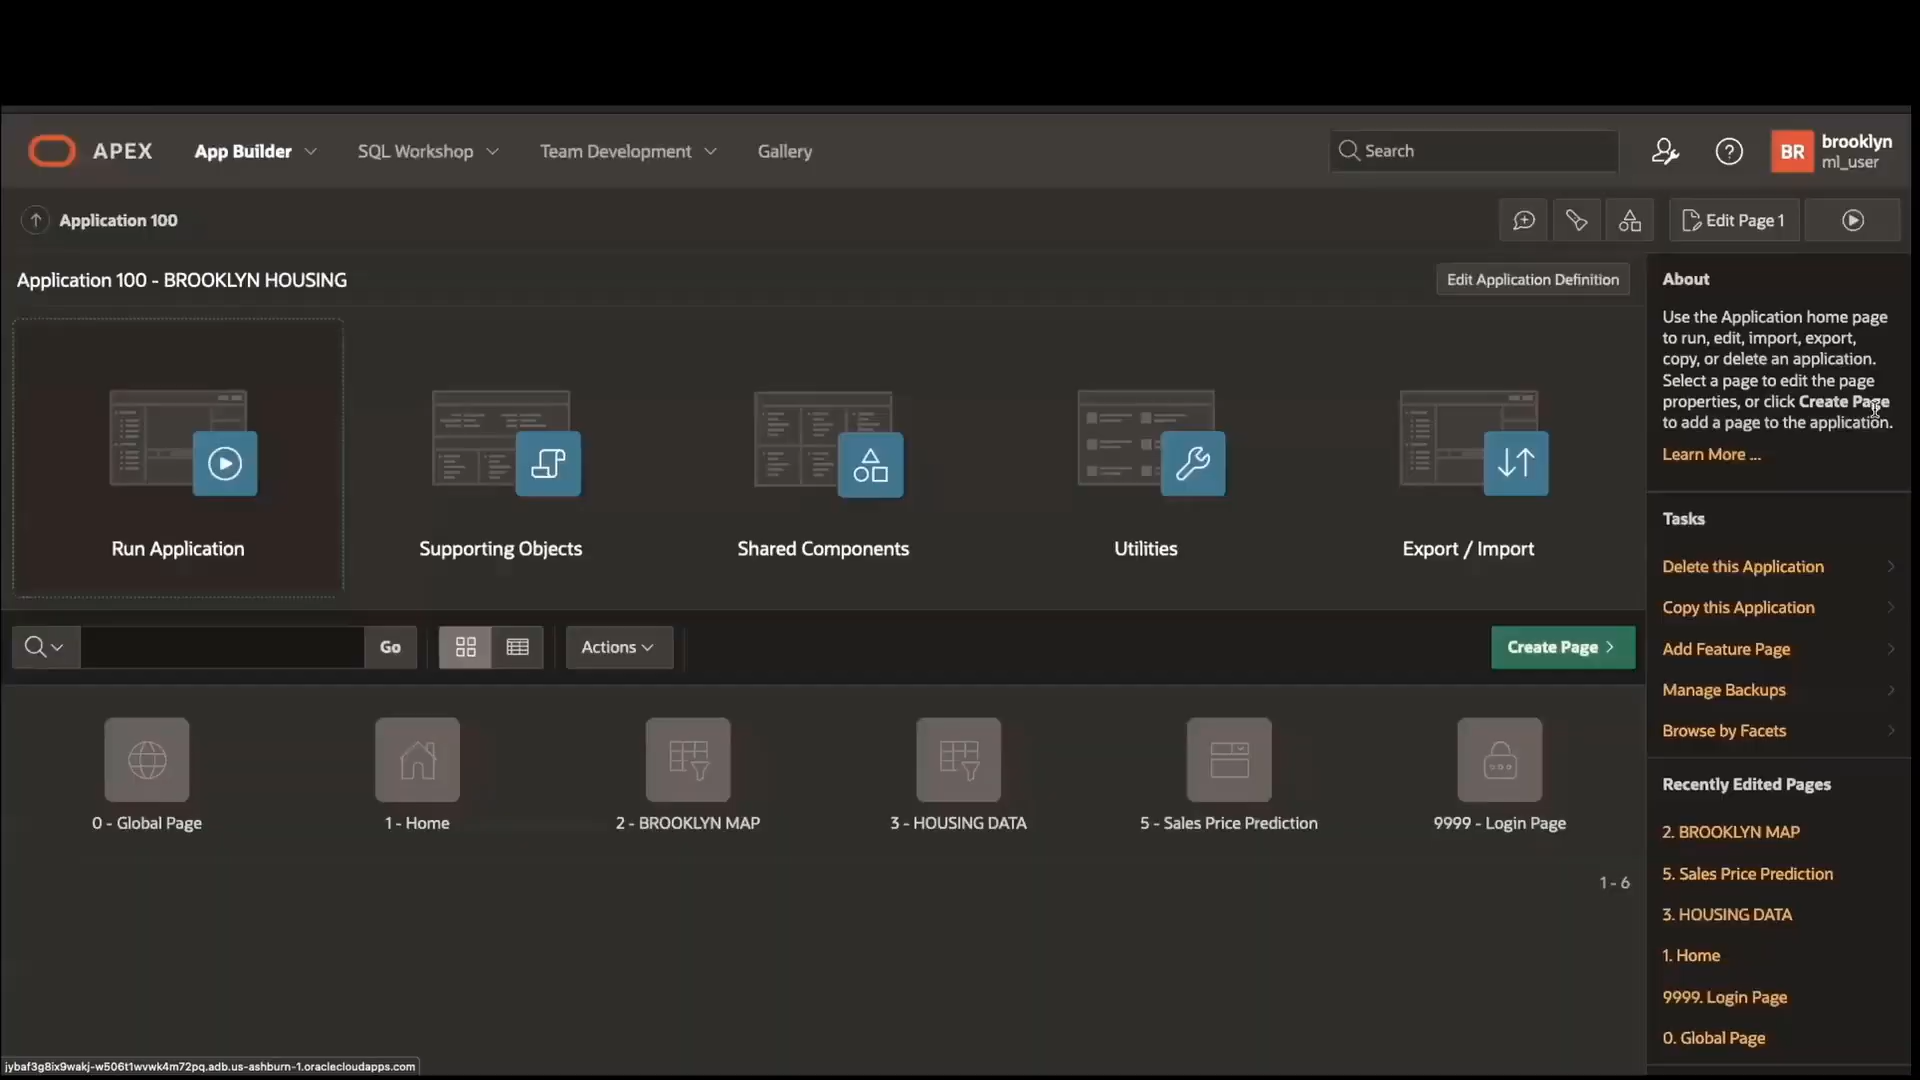 APEX
App Builder
SQL Workshop
Team Development
Gallery
Search
BR
brooklyn
ml_user
Application 100
Edit Page 1
Application 100 - BROOKLYN HOUSING
Edit Application Definition
Run Application
Supporting Objects
Shared Components
Utilities
Export / Import
Go
Actions
Create Page
0 - Global Page
1 - Home
2 - BROOKLYN MAP
3 - HOUSING DATA
5 - Sales Price Prediction
9999 - Login Page
1 - 6
About
Use the Application home page
to run, edit, import, export,
copy, or delete an application.
Select a page to edit the page
properties, or click Create Page
to add a page to the application.
Learn More ...
Tasks
Delete this Application
Copy this Application
Add Feature Page
Manage Backups
Browse by Facets
Recently Edited Pages
2. BROOKLYN MAP
5. Sales Price Prediction
3. HOUSING DATA
1. Home
9999. Login Page
0. Global Page
jybaf3g8ix9wakj-w506t1wvwk4m72pq.adb.us-ashburn-1.oraclecloudapps.com